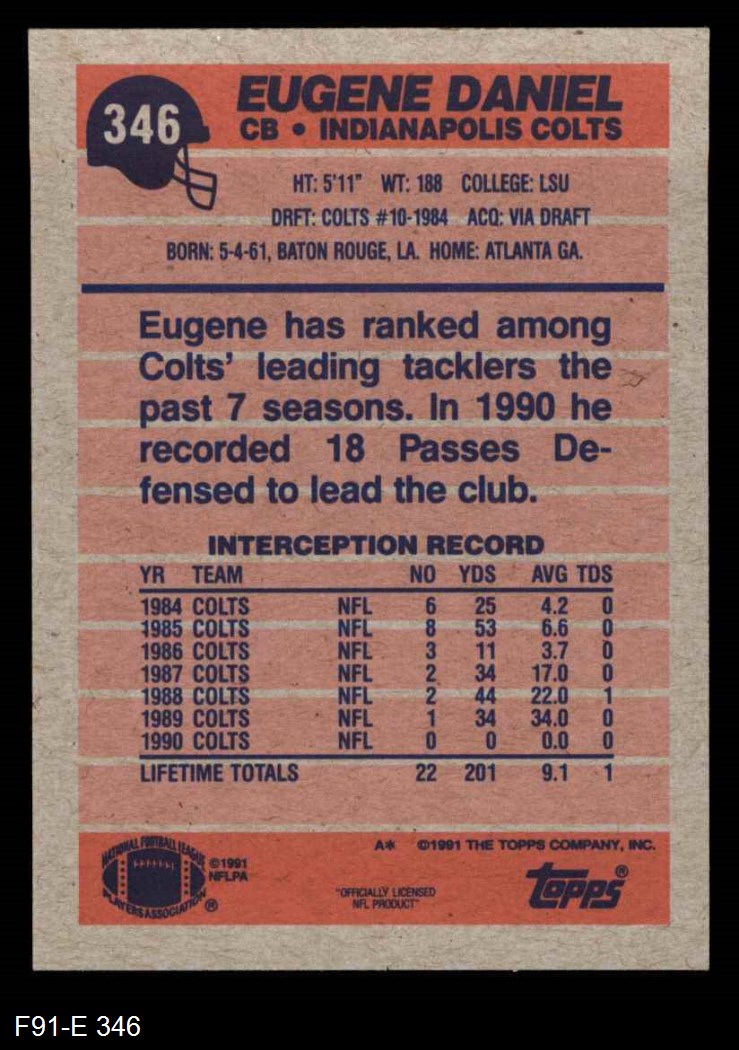 346
EUGENE DANIEL
CB • INDIANAPOLIS COLTS
HT: 5'11" WT: 188 COLLEGE: LSU
DRFT: COLTS #10-1984 ACQ: VIA DRAFT
BORN: 5-4-61, BATON ROUGE, LA. HOME: ATLANTA GA.
Eugene has ranked among
Colts' leading tacklers the
past 7 seasons. In 1990 he
recorded 18 Passes De-
fensed to lead the club.
INTERCEPTION RECORD
YR TEAM NO YDS AVG TDS
1984 COLTS NFL 6 25 4.2 0
1985 COLTS NFL 8 53 6.6 0
1986 COLTS NFL 3 11 3.7 0
1987 COLTS NFL 2 34 17.0 0
1988 COLTS NFL 2 44 22.0 1
1989 COLTS NFL 1 34 34.0 0
1990 COLTS NFL 0 0 0.0 0
LIFETIME TOTALS 22 201 9.1 1
A* ©1991 THE TOPPS COMPANY, INC.
NATIONAL FOOTBALL LEAGUE
PLAYERS ASSOCIATION ®
©1991
NFLPA
"OFFICIALLY LICENSED
NFL PRODUCT"
topps®
F91-E 346